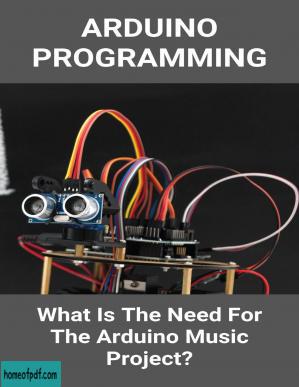 ARDUINO
PROGRAMMING
What Is The Need For
The Arduino Music
Project?
homeofpdf.com